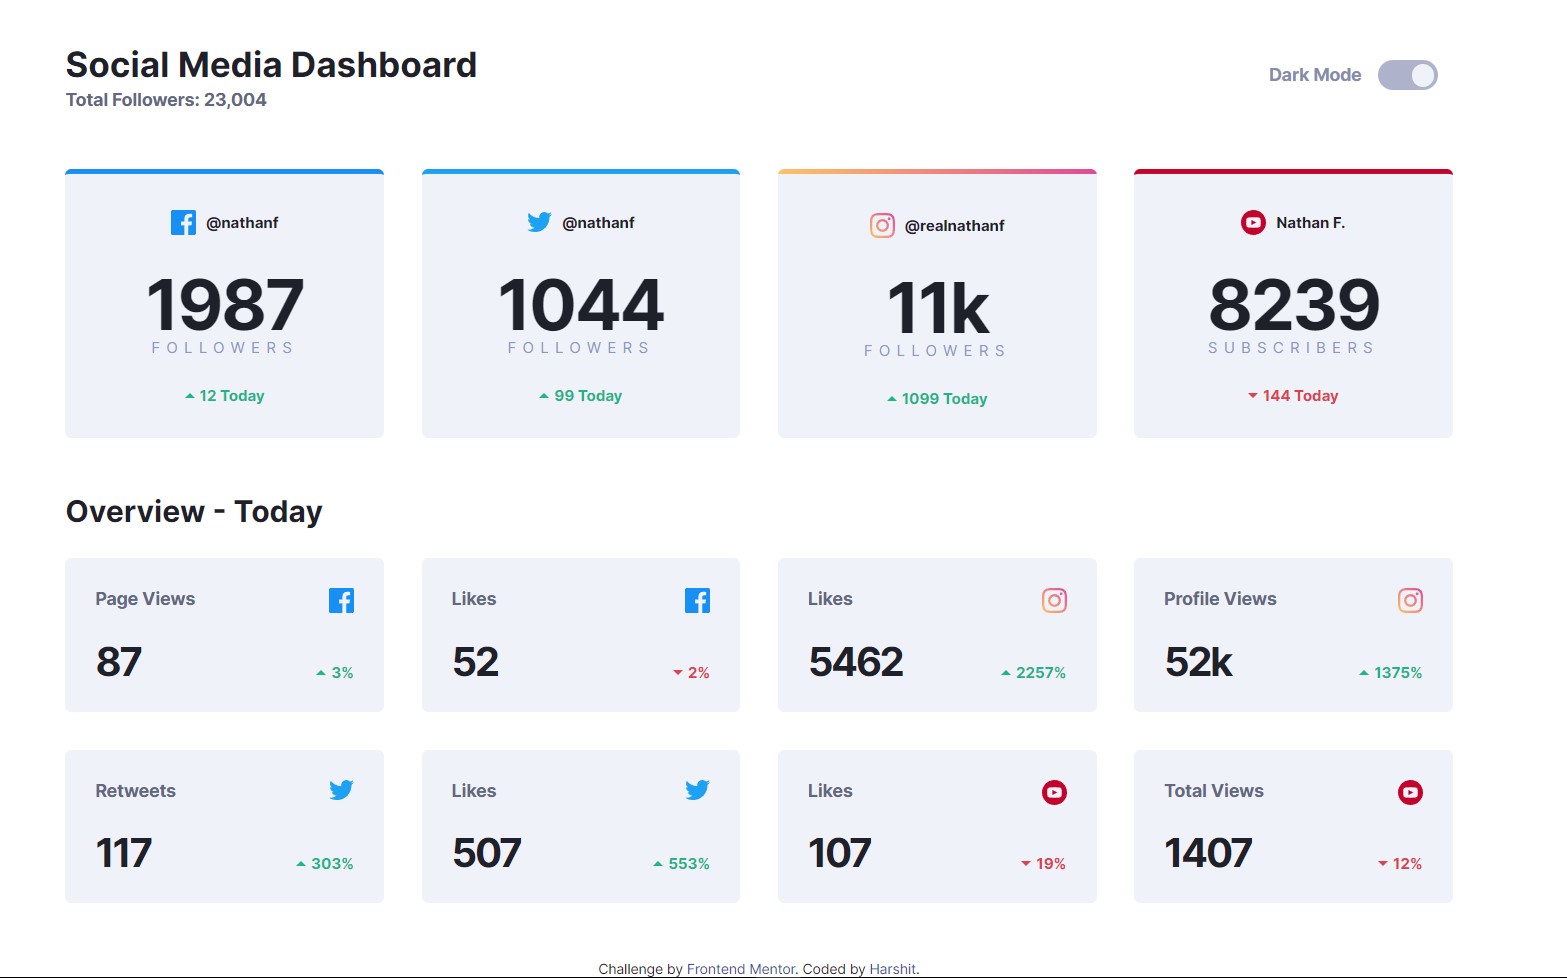 Social Media Dashboard
Total Followers: 23,004
Dark Mode
@nathanf
1987
FOLLOWERS
12 Today
@nathanf
1044
FOLLOWERS
99 Today
@realnathanf
11k
FOLLOWERS
1099 Today
Nathan F.
8239
SUBSCRIBERS
144 Today
Overview - Today
Page Views
87
3%
Likes
52
2%
Likes
5462
2257%
Profile Views
52k
1375%
Retweets
117
303%
Likes
507
553%
Likes
107
19%
Total Views
1407
12%
Challenge by Frontend Mentor. Coded by Harshit.